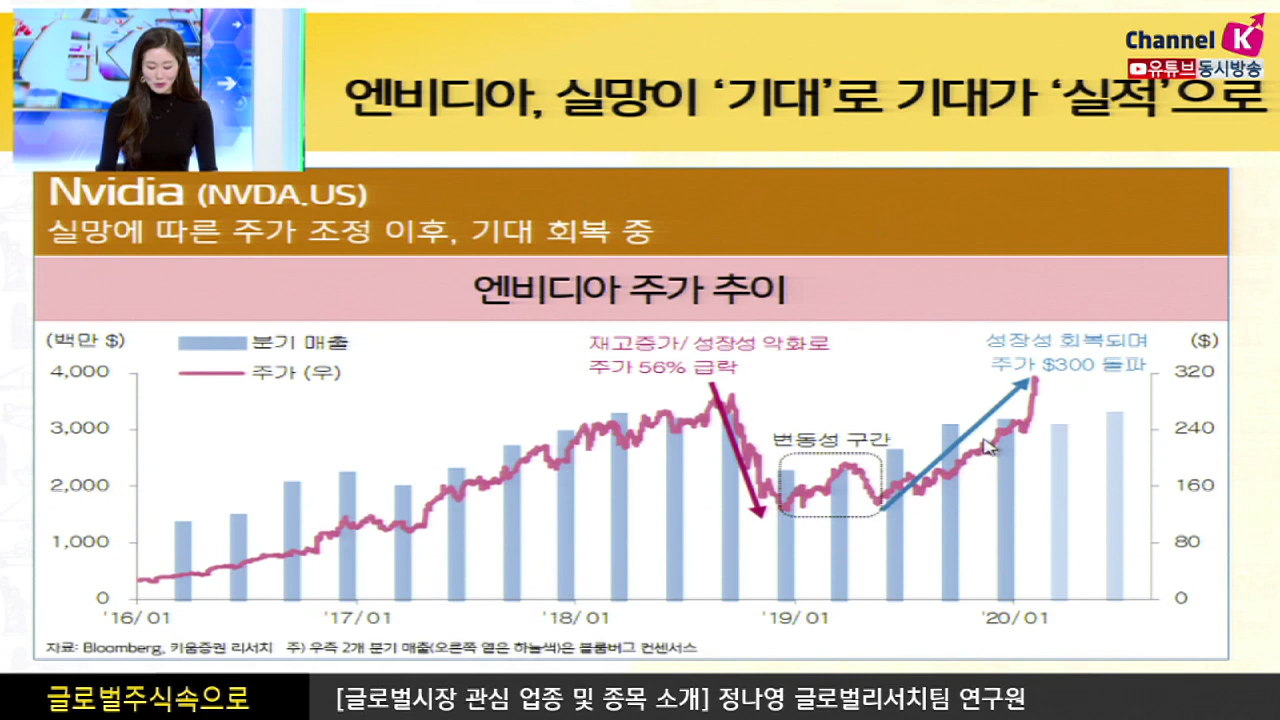 Channel K
유튜브동시방송
엔비디아, 실망이 ‘기대’로 기대가 ‘실적’으로
Nvidia (NVDA.US)
실망에 따른 주가 조정 이후, 기대 회복 중
엔비디아 주가 추이
(백만 $)
분기 매출
주가 (우)
재고증가/ 성장성 악화로
주가 56% 급락
성장성 회복되며
주가 $300 돌파
($)
변동성 구간
4,000
3,000
2,000
1,000
0
320
240
160
80
0
'16/01
'17/01
'18/01
'19/01
'20/01
자료: Bloomberg, 키움증권 리서치 주) 우측 2개 분기 매출(오른쪽 옅은 하늘색)은 블룸버그 컨센서스
글로벌주식속으로
[글로벌시장 관심 업종 및 종목 소개] 정나영 글로벌리서치팀 연구원